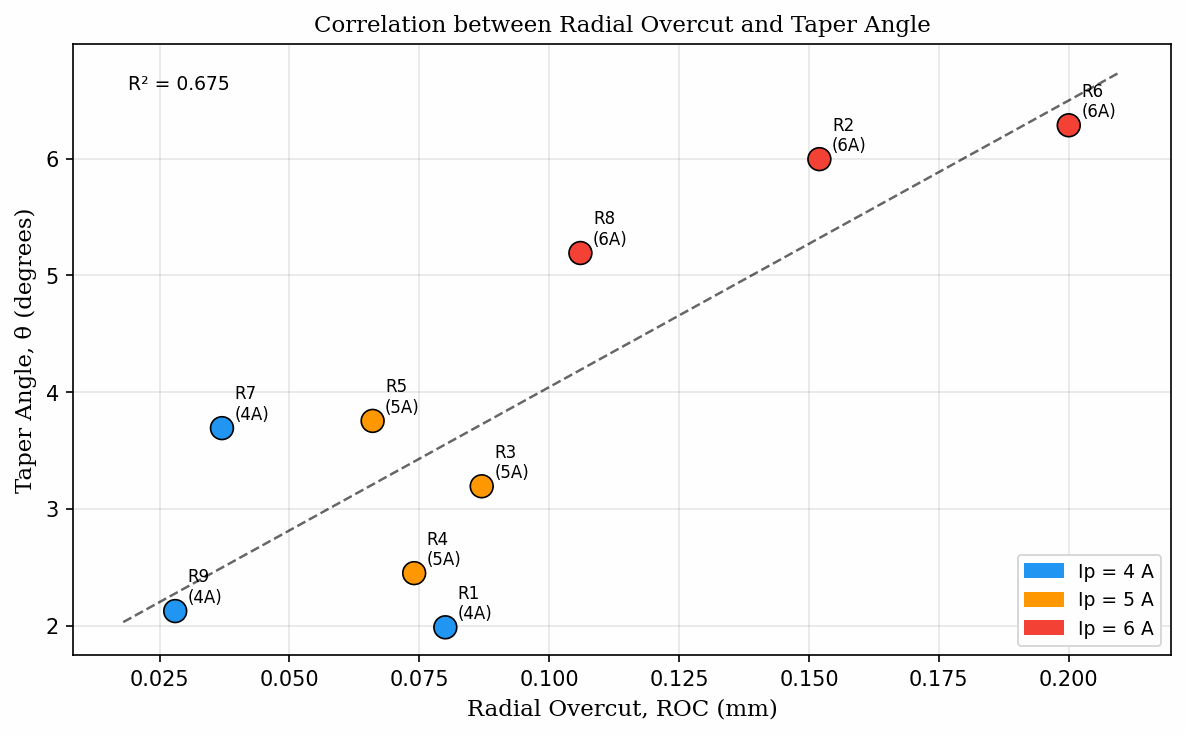 Correlation between Radial Overcut and Taper Angle
R² = 0.675
R6
(6A)
R2
(6A)
R8
(6A)
R7
(4A)
R5
(5A)
R3
(5A)
R4
(5A)
R9
(4A)
R1
(4A)
6
5
4
3
2
Taper Angle, θ (degrees)
0.025 0.050 0.075 0.100 0.125 0.150 0.175 0.200
Radial Overcut, ROC (mm)
Ip = 4 A
Ip = 5 A
Ip = 6 A